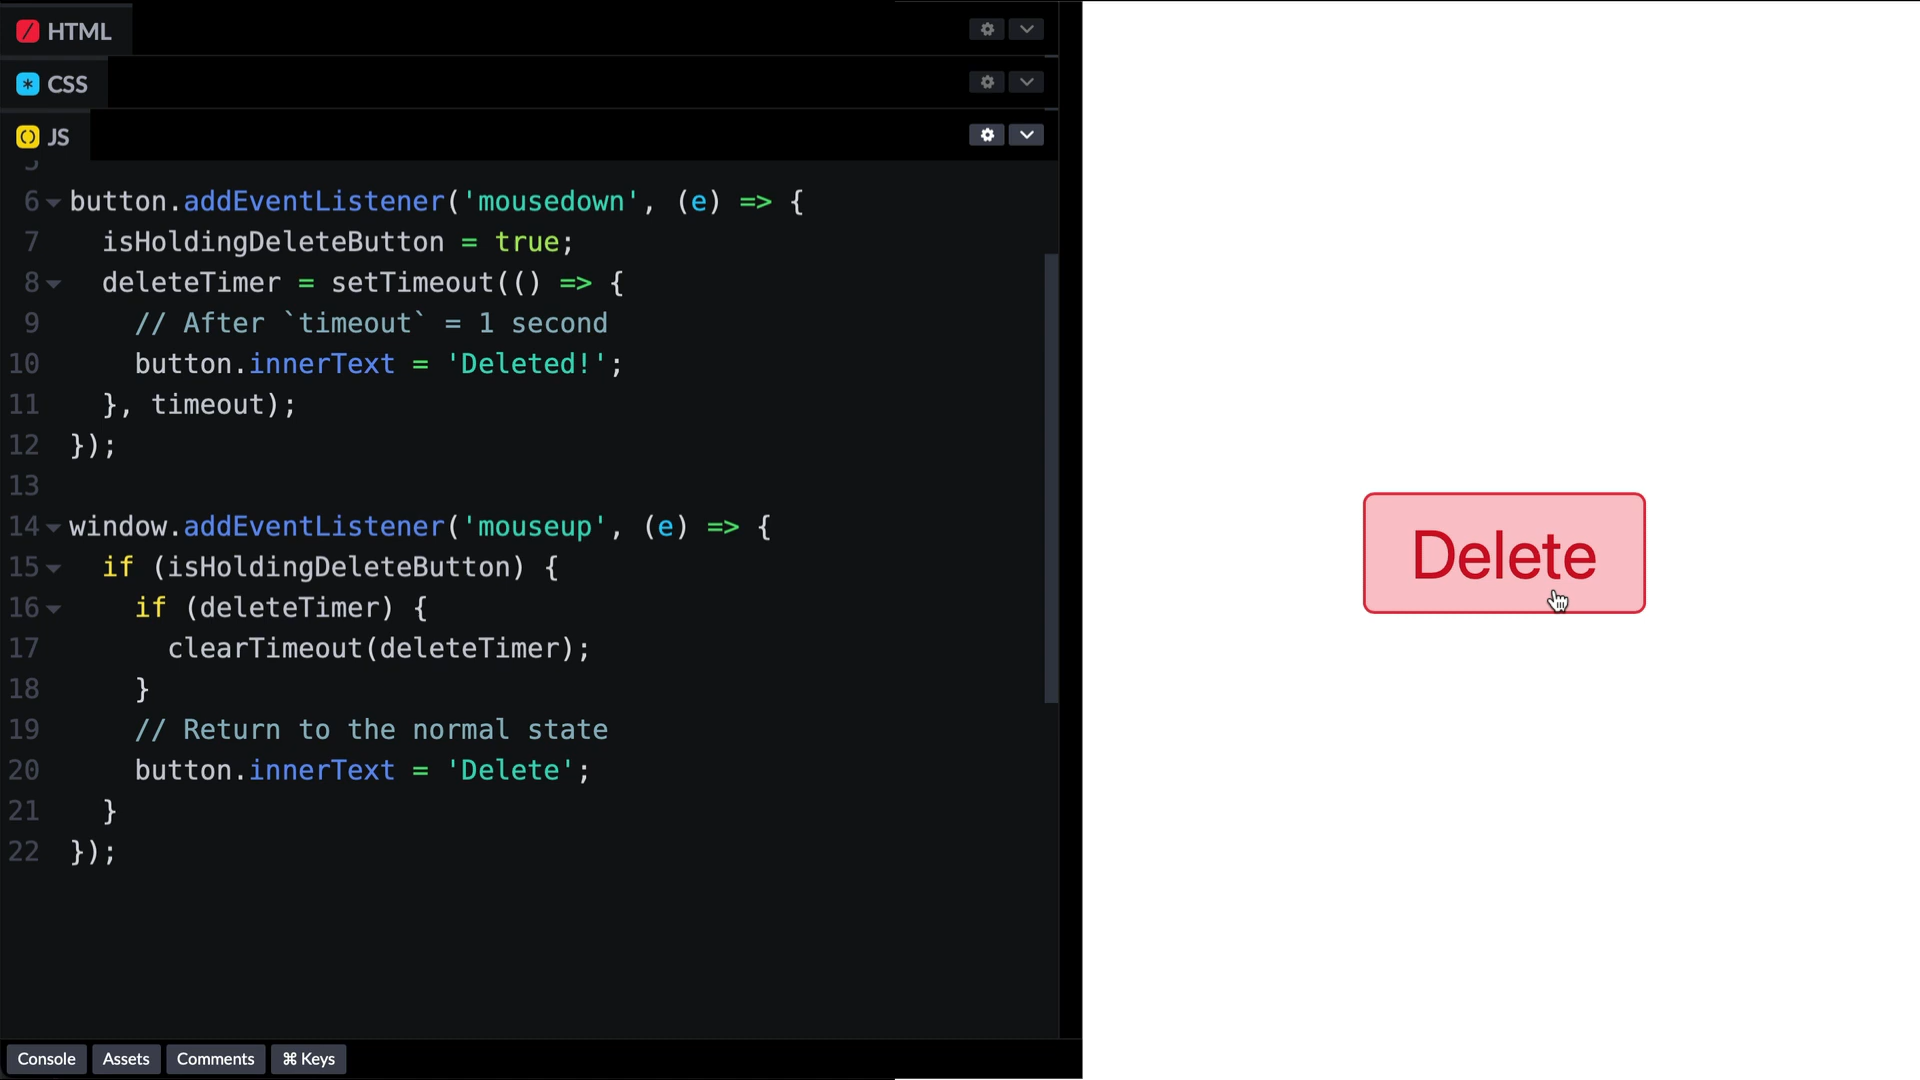 HTML
CSS
JS
6 button.addEventListener('mousedown', (e) => {
7 isHoldingDeleteButton = true;
8 deleteTimer = setTimeout(() => {
9 // After `timeout` = 1 second
10 button.innerText = 'Deleted!';
11 }, timeout);
12 });
13
14 window.addEventListener('mouseup', (e) => {
15 if (isHoldingDeleteButton) {
16 if (deleteTimer) {
17 clearTimeout(deleteTimer);
18 }
19 // Return to the normal state
20 button.innerText = 'Delete';
21 }
22 });
Delete
Console Assets Comments ⌘ Keys